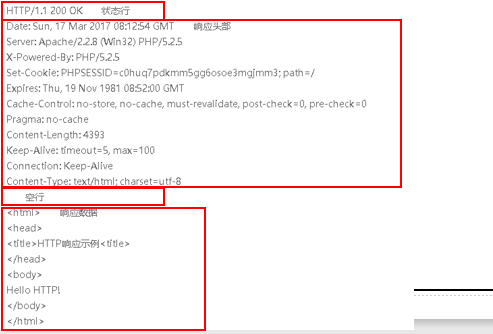 HTTP/1.1 200 OK 状态行
Date: Sun, 17 Mar 2017 08:12:54 GMT 响应头部
Server: Apache/2.2.8 (Win32) PHP/5.2.5
X-Powered-By: PHP/5.2.5
Set-Cookie: PHPSESSID=c0huq7pdkmm5gg6osoe3mgjmm3; path=/
Expires: Thu, 19 Nov 1981 08:52:00 GMT
Cache-Control: no-store, no-cache, must-revalidate, post-check=0, pre-check=0
Pragma: no-cache
Content-Length: 4393
Keep-Alive: timeout=5, max=100
Connection: Keep-Alive
Content-Type: text/html; charset=utf-8
空行
<html> 响应数据
<head>
<title>HTTP响应示例<title>
</head>
<body>
Hello HTTP!
</body>
</html>